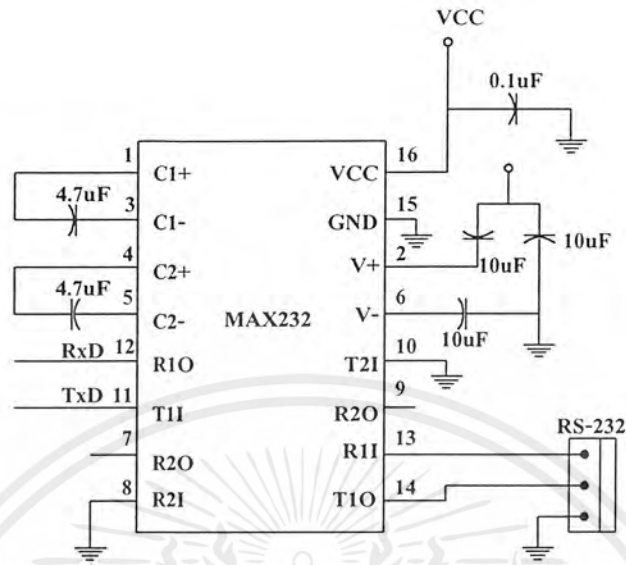 VCC
0.1uF
1
C1+
VCC
16
4.7uF
3
C1-
GND
15
4
C2+
V+
2
10uF
10uF
4.7uF
5
C2-
MAX232
V-
6
10uF
RxD 12
R1O
T2I
10
TxD 11
T1I
R2O
9
RS-232
7
R2O
R1I
13
8
R2I
T1O
14